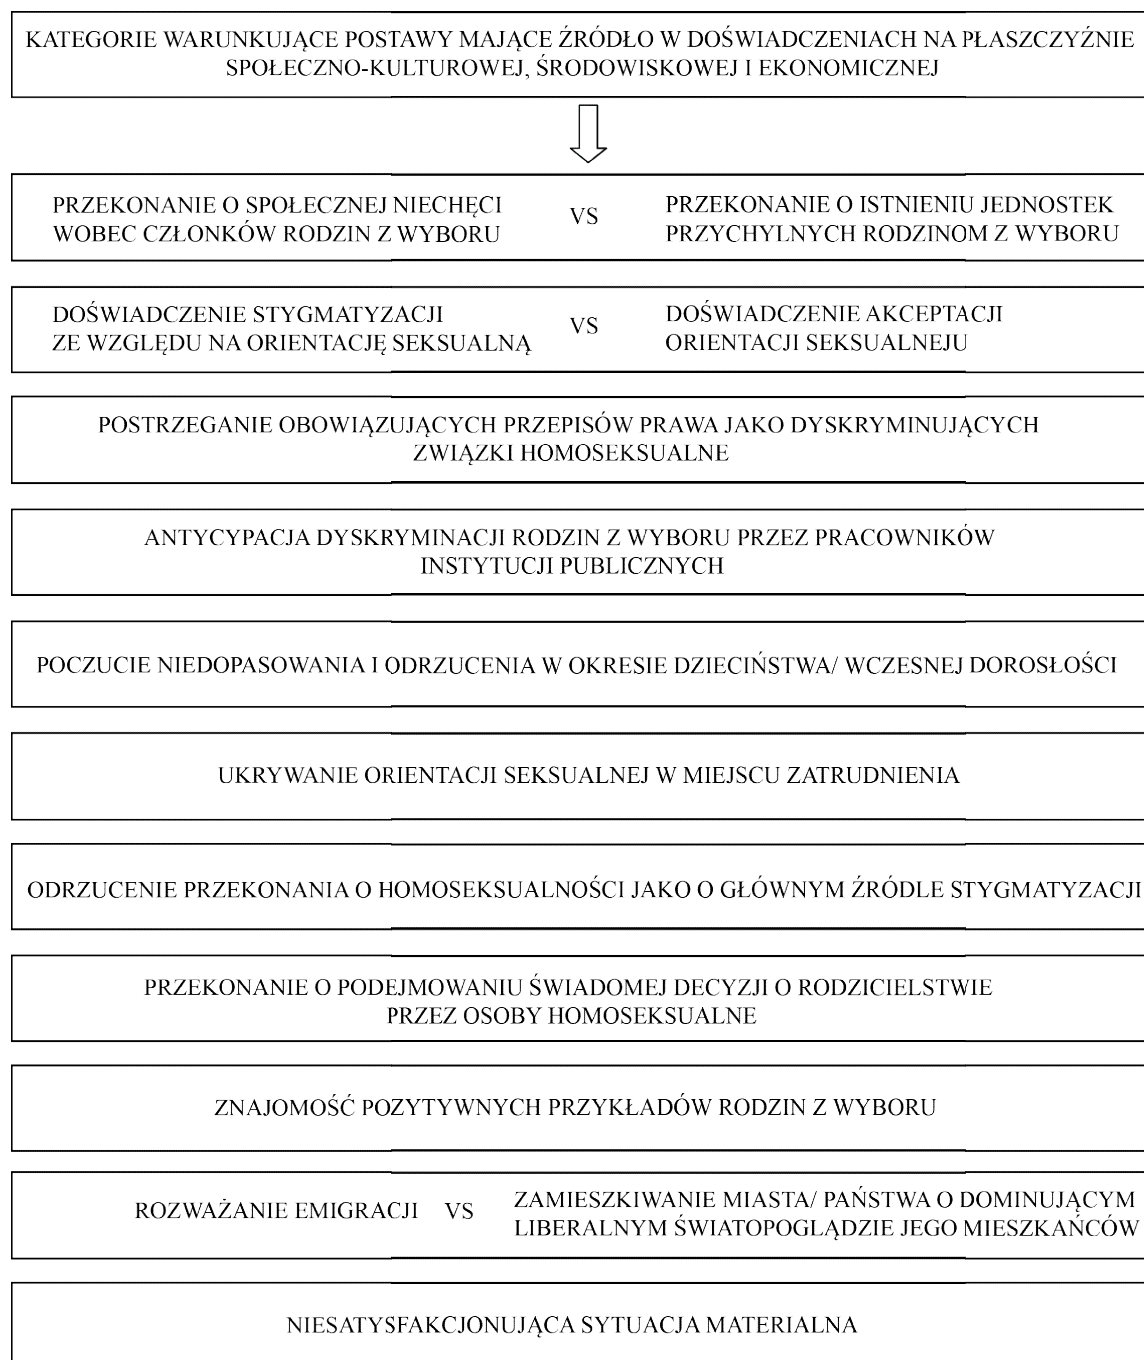 KATEGORIE WARUNKUJĄCE POSTAWY MAJĄCE ŹRÓDŁO W DOŚWIADCZENIACH NA PŁASZCZYŹNIE
SPOŁECZNO-KULTUROWEJ, ŚRODOWISKOWEJ I EKONOMICZNEJ
PRZEKONANIE O SPOŁECZNEJ NIECHĘCI
WOBEC CZŁONKÓW RODZIN Z WYBORU
VS
PRZEKONANIE O ISTNIENIU JEDNOSTEK
PRZYCHYLNYCH RODZINOM Z WYBORU
DOŚWIADCZENIE STYGMATYZACJI
ZE WZGLĘDU NA ORIENTACJĘ SEKSUALNĄ
VS
DOŚWIADCZENIE AKCEPTACJI
ORIENTACJI SEKSUALNEJU
POSTRZEGANIE OBOWIĄZUJĄCYCH PRZEPISÓW PRAWA JAKO DYSKRYMINUJĄCYCH
ZWIĄZKI HOMOSEKSUALNE
ANTYCYPACJA DYSKRYMINACJI RODZIN Z WYBORU PRZEZ PRACOWNIKÓW
INSTYTUCJI PUBLICZNYCH
POCZUCIE NIEDOPASOWANIA I ODRZUCENIA W OKRESIE DZIECIŃSTWA/ WCZESNEJ DOROSŁOŚCI
UKRYWANIE ORIENTACJI SEKSUALNEJ W MIEJSCU ZATRUDNIENIA
ODRZUCENIE PRZEKONANIA O HOMOSEKSUALNOŚCI JAKO O GŁÓWNYM ŹRÓDLE STYGMATYZACJI
PRZEKONANIE O PODEJMOWANIU ŚWIADOMEJ DECYZJI O RODZICIELSTWIE
PRZEZ OSOBY HOMOSEKSUALNE
ZNAJOMOŚĆ POZYTYWNYCH PRZYKŁADÓW RODZIN Z WYBORU
ROZWAŻANIE EMIGRACJI VS
ZAMIESZKIWANIE MIASTA/ PAŃSTWA O DOMINUJĄCYM
LIBERALNYM ŚWIATOPOGLĄDZIE JEGO MIESZKAŃCÓW
NIESATYSFAKCJONUJĄCA SYTUACJA MATERIALNA